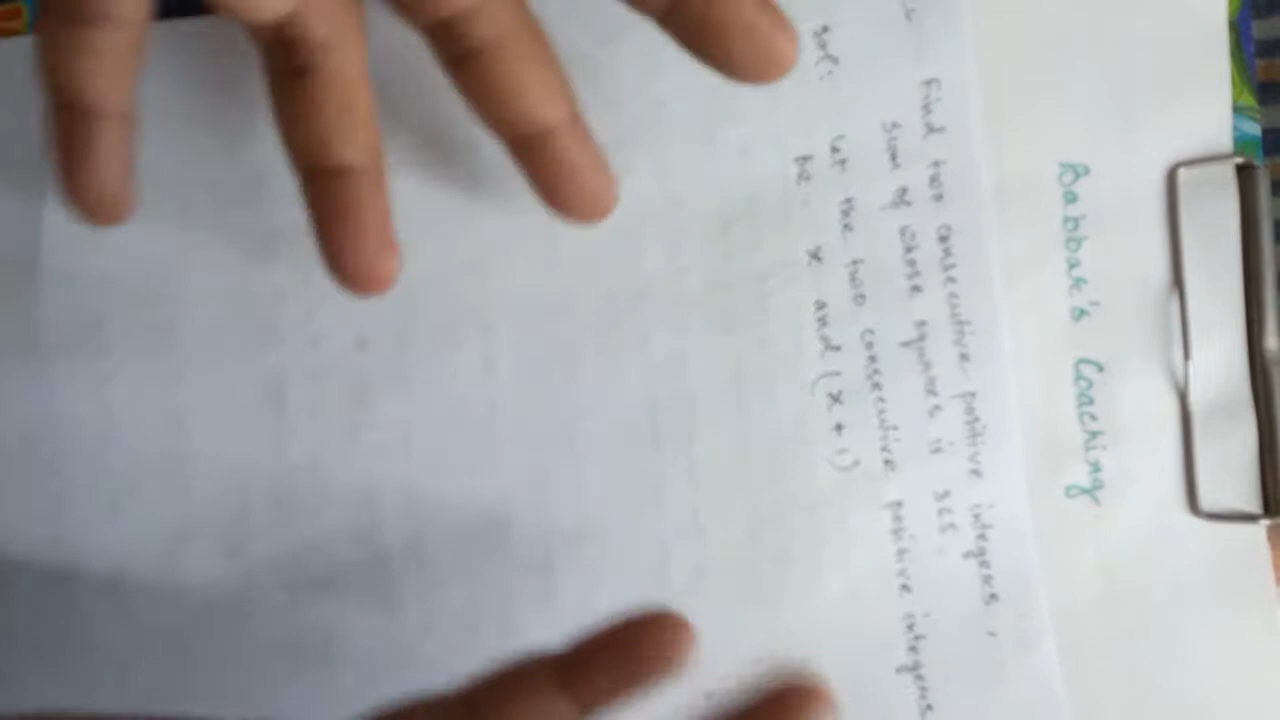 Babbar's Coaching
Find two consecutive positive integers,
sum of whose squares is 365.
Sol: Let the two consecutive positive integers
be x and (x + 1)